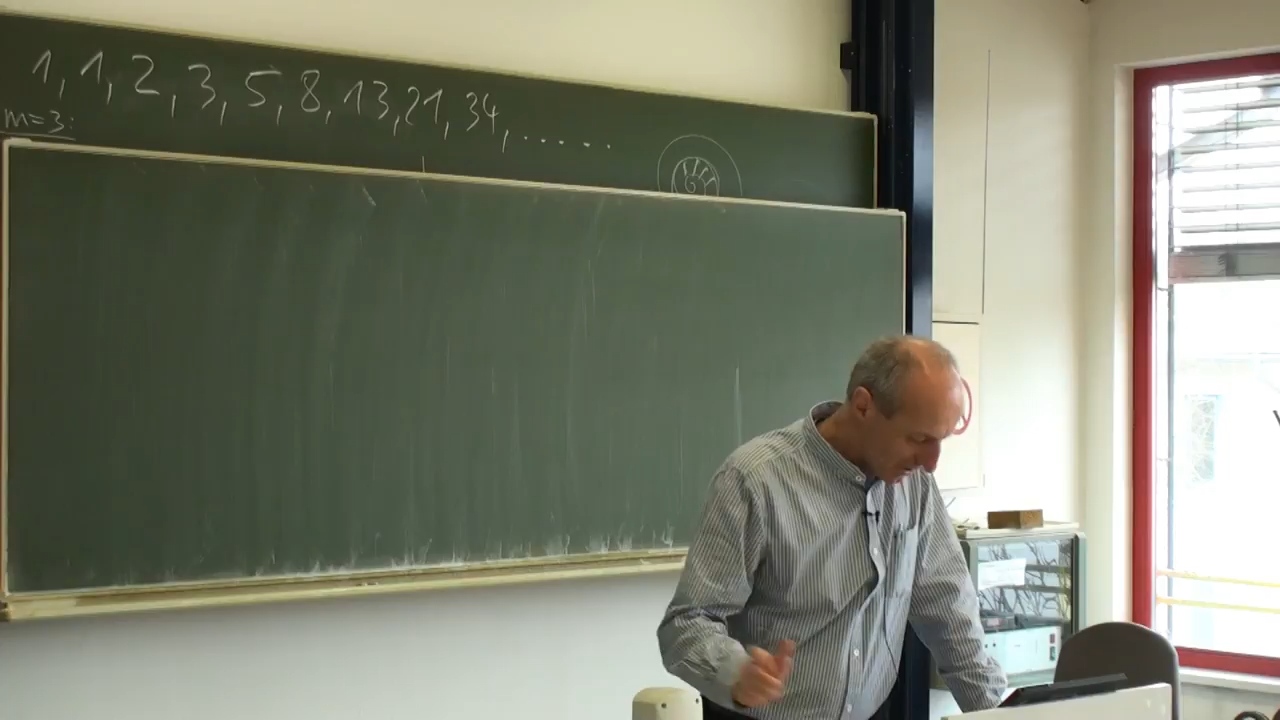 1, 1, 2, 3, 5, 8, 13, 21, 34, .....
m=3: